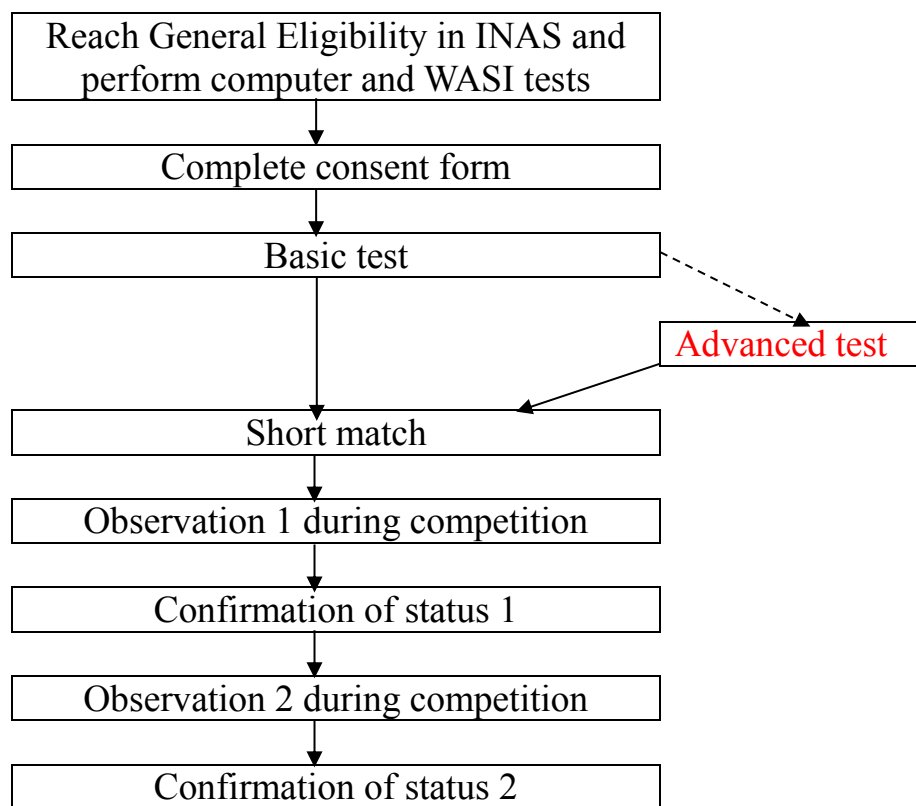 Reach General Eligibility in INAS and
perform computer and WASI tests
Complete consent form
Basic test
Advanced test
Short match
Observation 1 during competition
Confirmation of status 1
Observation 2 during competition
Confirmation of status 2